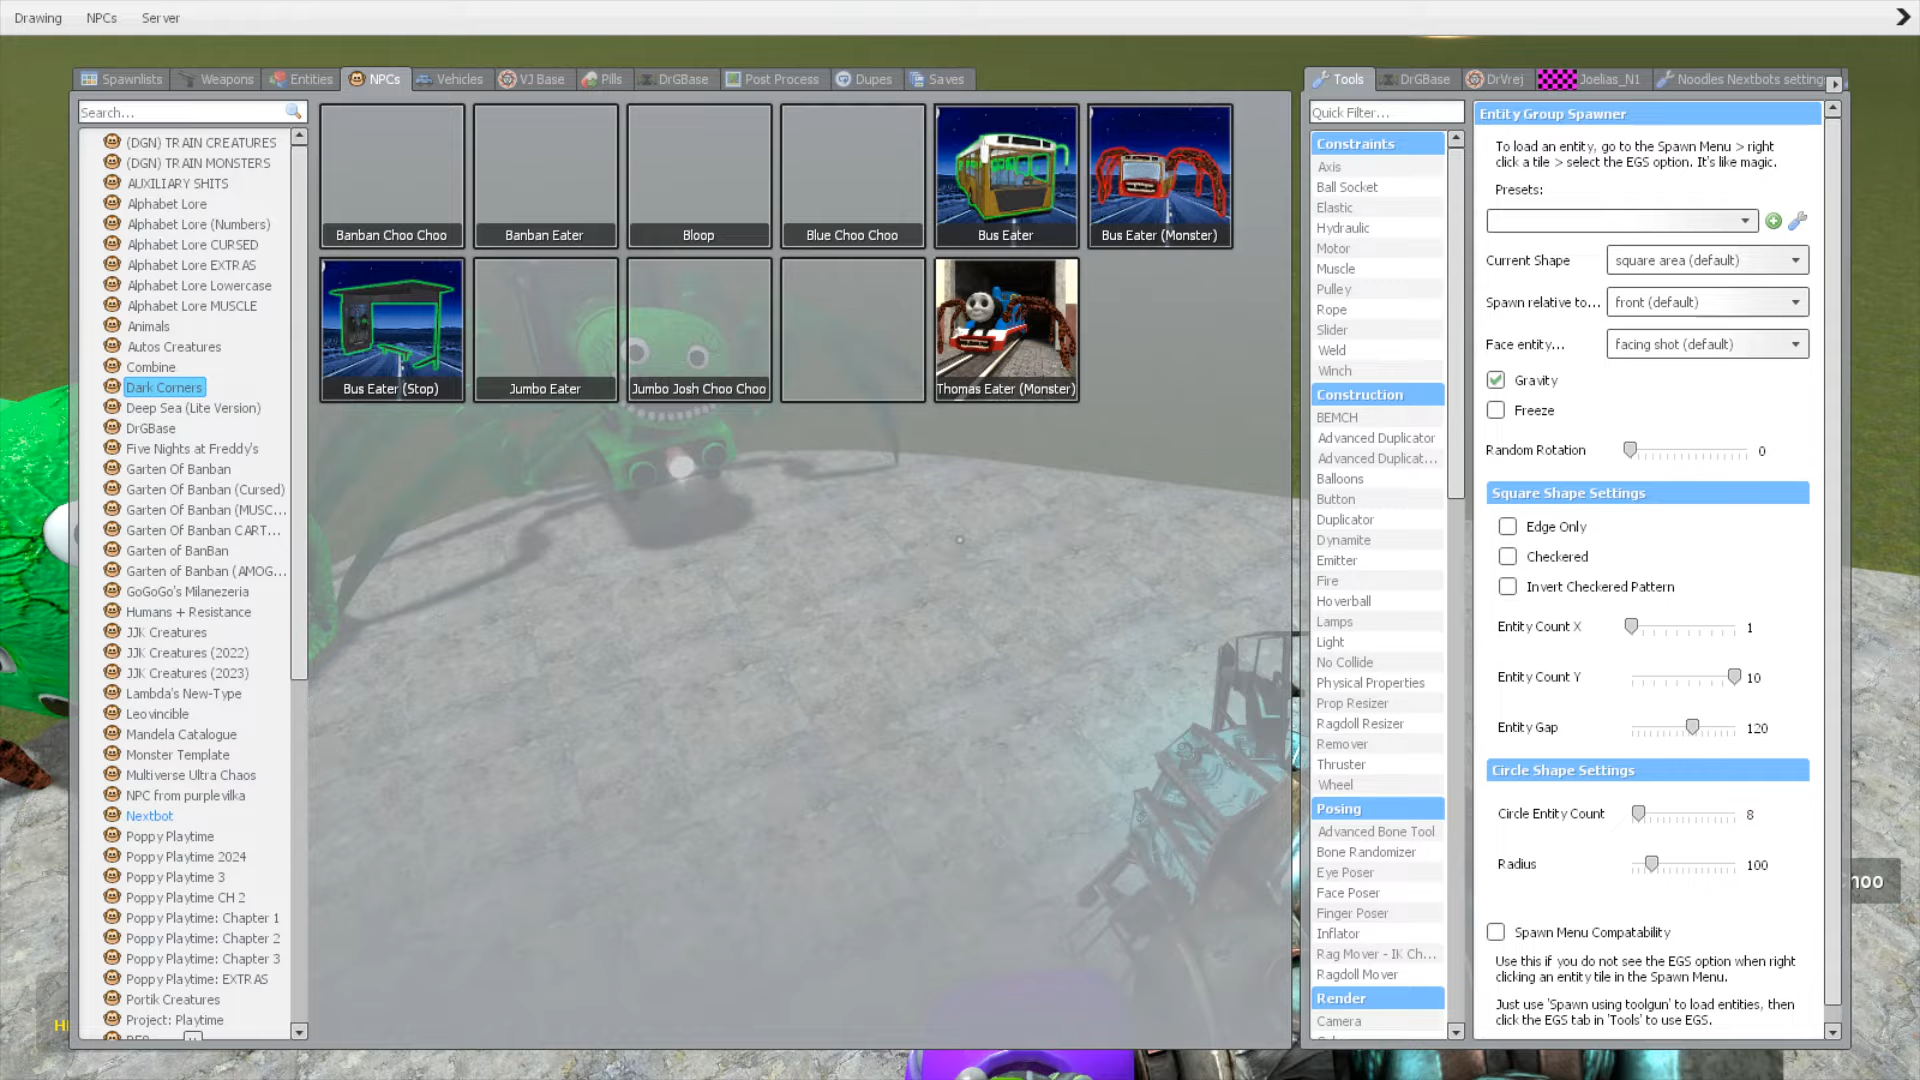 Drawing NPCs Server
Spawnlists Weapons Entities NPCs Vehicles VJ Base Pills DrGBase Post Process Dupes Saves
Search...
(DGN) TRAIN CREATURES
(DGN) TRAIN MONSTERS
AUXILIARY SHITS
Alphabet Lore
Alphabet Lore (Numbers)
Alphabet Lore CURSED
Alphabet Lore EXTRAS
Alphabet Lore Lowercase
Alphabet Lore MUSCLE
Animals
Autos Creatures
Combine
Dark Corners
Deep Sea (Lite Version)
DrGBase
Five Nights at Freddy's
Garten Of Banban
Garten Of Banban (Cursed)
Garten Of Banban (MUSC...
Garten Of Banban CART...
Garten of BanBan
Garten of Banban (AMOG...
GoGoGo's Milanezeria
Humans + Resistance
JJK Creatures
JJK Creatures (2022)
JJK Creatures (2023)
Lambda's New-Type
Leovincible
Mandela Catalogue
Monster Template
Multiverse Ultra Chaos
NPC from purplevilka
Nextbot
Poppy Playtime
Poppy Playtime 2024
Poppy Playtime 3
Poppy Playtime CH 2
Poppy Playtime: Chapter 1
Poppy Playtime: Chapter 2
Poppy Playtime: Chapter 3
Poppy Playtime: EXTRAS
Portik Creatures
Project: Playtime
Banban Choo Choo
Banban Eater
Bloop
Blue Choo Choo
Bus Eater
Bus Eater (Monster)
Bus Eater (Stop)
Jumbo Eater
Jumbo Josh Choo Choo
Thomas Eater (Monster)
Tools DrGBase DrVrej Joelias_N1 Noodles Nextbots setting
Quick Filter...
Constraints
Axis
Ball Socket
Elastic
Hydraulic
Motor
Muscle
Pulley
Rope
Slider
Weld
Winch
Construction
BEMCH
Advanced Duplicator
Advanced Duplicat...
Balloons
Button
Duplicator
Dynamite
Emitter
Fire
Hoverball
Lamps
Light
No Collide
Physical Properties
Prop Resizer
Ragdoll Resizer
Remover
Thruster
Wheel
Posing
Advanced Bone Tool
Bone Randomizer
Eye Poser
Face Poser
Finger Poser
Inflator
Rag Mover - IK Ch...
Ragdoll Mover
Render
Camera
Entity Group Spawner
To load an entity, go to the Spawn Menu > right
click a tile > select the EGS option. It's like magic.
Presets:
Current Shape square area (default)
Spawn relative to... front (default)
Face entity... facing shot (default)
Gravity
Freeze
Random Rotation 0
Square Shape Settings
Edge Only
Checkered
Invert Checkered Pattern
Entity Count X 1
Entity Count Y 10
Entity Gap 120
Circle Shape Settings
Circle Entity Count 8
Radius 100
Spawn Menu Compatability
Use this if you do not see the EGS option when right
clicking an entity tile in the Spawn Menu.
Just use 'Spawn using toolgun' to load entities, then
click the EGS tab in 'Tools' to use EGS.
100